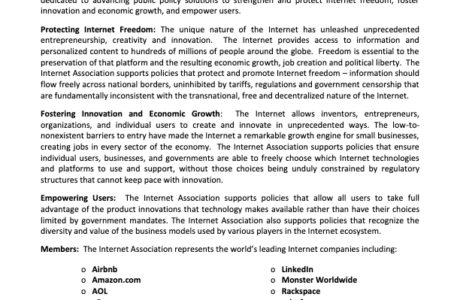 dedicated to advancing public policy solutions to strengthen and protect Internet freedom, foster
innovation and economic growth, and empower users.
Protecting Internet Freedom: The unique nature of the Internet has unleashed unprecedented
entrepreneurship, creativity and innovation. The Internet provides access to information and
personalized content to hundreds of millions of people around the globe. Freedom is essential to the
preservation of that platform and the resulting economic growth, job creation and political liberty. The
Internet Association supports policies that protect and promote Internet freedom – information should
flow freely across national borders, uninhibited by tariffs, regulations and government censorship that
are fundamentally inconsistent with the transnational, free and decentralized nature of the Internet.
Fostering Innovation and Economic Growth: The Internet allows inventors, entrepreneurs,
organizations, and individual users to create and innovate in unprecedented ways. The low-to-
nonexistent barriers to entry have made the Internet a remarkable growth engine for small businesses,
creating jobs in every sector of the economy. The Internet Association supports policies that ensure
individual users, businesses, and governments are able to freely choose which Internet technologies
and platforms to use and support, without those choices being unduly constrained by regulatory
structures that cannot keep pace with innovation.
Empowering Users: The Internet Association supports policies that allow all users to take full
advantage of the product innovations that technology makes available rather than have their choices
limited by government mandates. The Internet Association also supports policies that recognize the
diversity and value of the business models used by various players in the Internet ecosystem.
Members: The Internet Association represents the world's leading Internet companies including:
o Airbnb
o Amazon.com
o AOL
o LinkedIn
o Monster Worldwide
o Rackspace